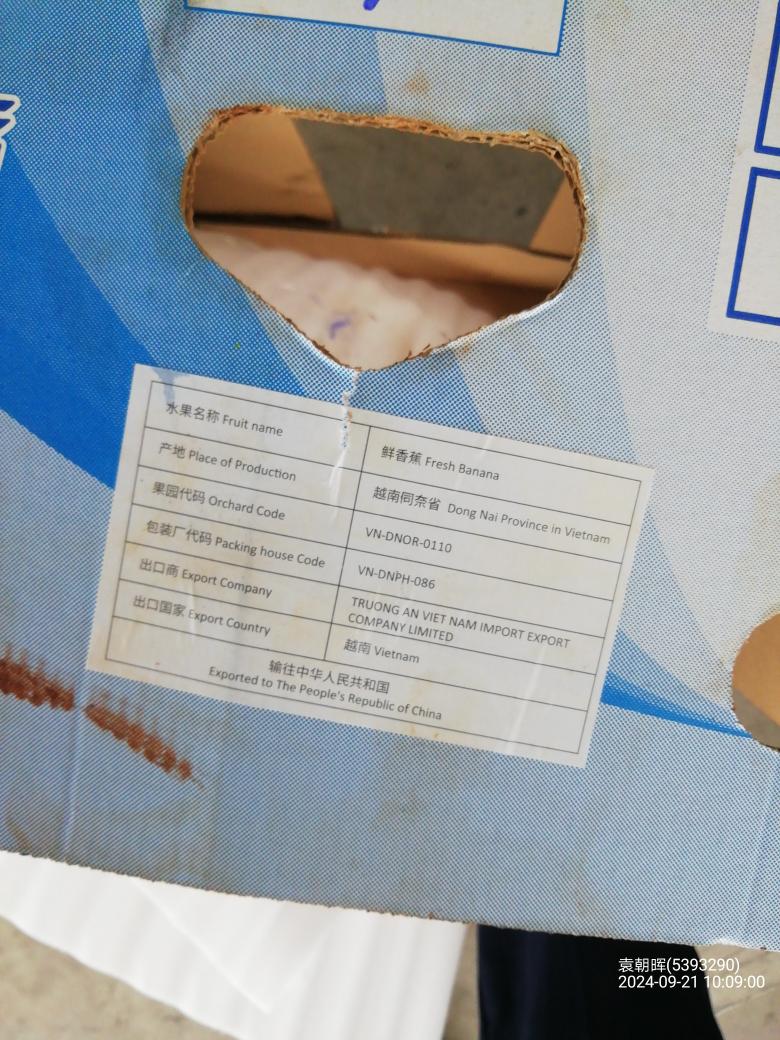 水果名称 Fruit name
鲜香蕉 Fresh Banana
产地 Place of Production
越南同奈省 Dong Nai Province in Vietnam
果园代码 Orchard Code
VN-DNOR-0110
包装厂代码 Packing house Code
VN-DNPH-086
出口商 Export Company
TRUONG AN VIET NAM IMPORT EXPORT
COMPANY LIMITED
出口国家 Export Country
越南 Vietnam
输往中华人民共和国
Exported to The People's Republic of China
袁朝晖(5393290)
2024-09-21 10:09:00